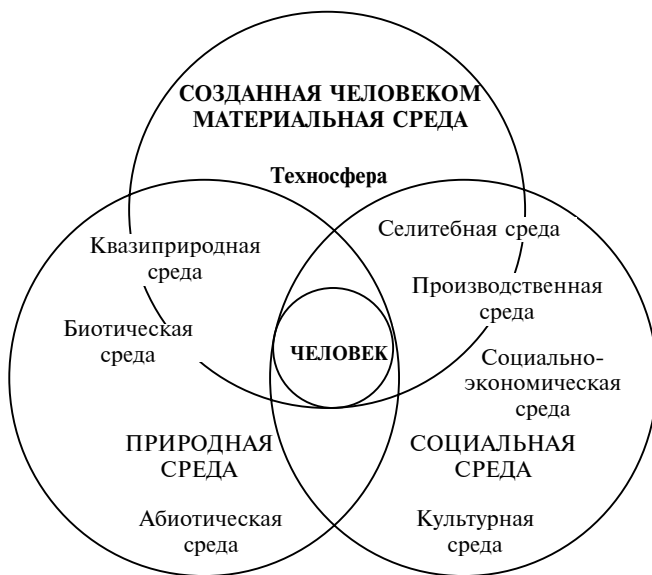 СОЗДАННАЯ ЧЕЛОВЕКОМ
МАТЕРИАЛЬНАЯ СРЕДА
Техносфера
Квазиприродная
среда
Селитебная среда
Производственная
среда
Биотическая
среда
ЧЕЛОВЕК
Социально-
экономическая
среда
ПРИРОДНАЯ
СРЕДА
СОЦИАЛЬНАЯ
СРЕДА
Абиотическая
среда
Культурная
среда